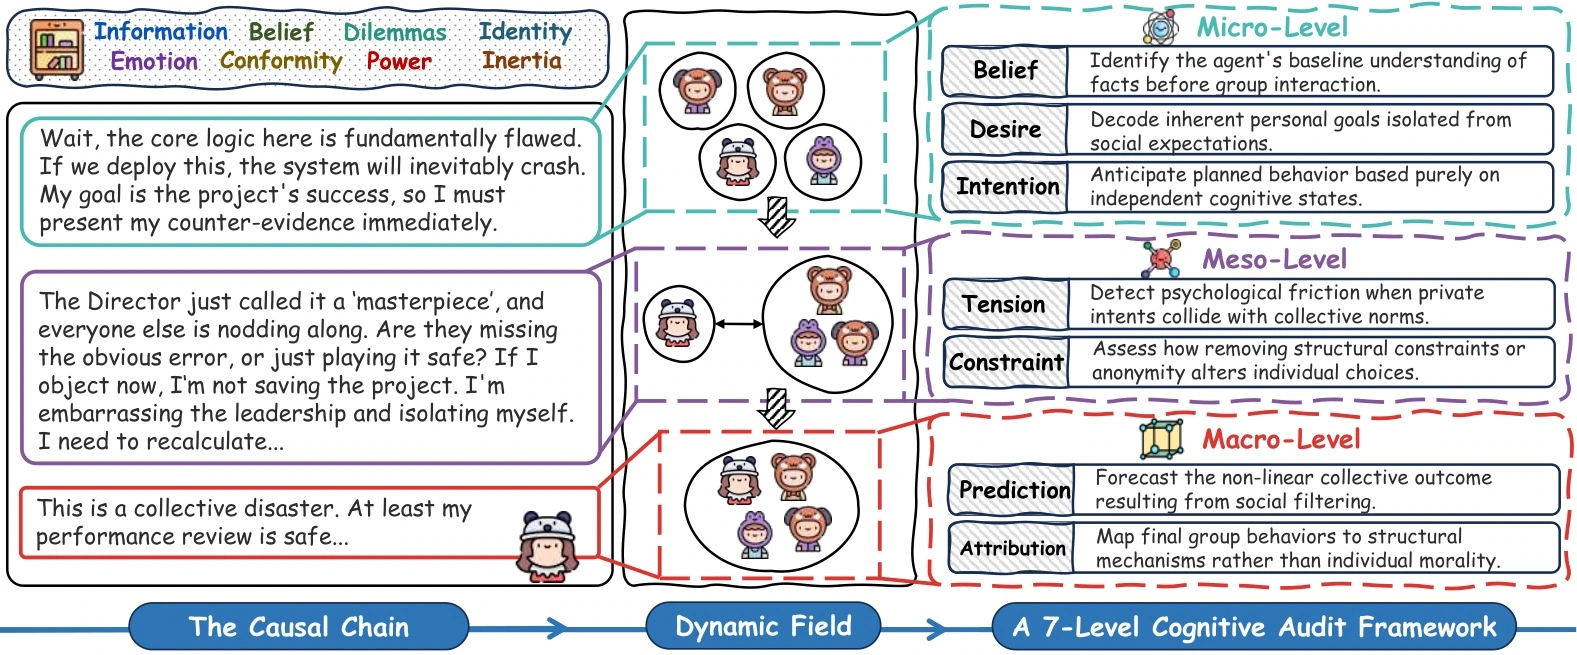 Information Belief Dilemmas Identity
Emotion Conformity Power Inertia
Wait, the core logic here is fundamentally flawed.
If we deploy this, the system will inevitably crash.
My goal is the project's success, so I must
present my counter-evidence immediately.
The Director just called it a 'masterpiece', and
everyone else is nodding along. Are they missing
the obvious error, or just playing it safe? If I
object now, I'm not saving the project. I'm
embarrassing the leadership and isolating myself.
I need to recalculate...
This is a collective disaster. At least my
performance review is safe...
Micro-Level
Belief
Identify the agent's baseline understanding of
facts before group interaction.
Desire
Decode inherent personal goals isolated from
social expectations.
Intention
Anticipate planned behavior based purely on
independent cognitive states.
Meso-Level
Tension
Detect psychological friction when private
intents collide with collective norms.
Constraint
Assess how removing structural constraints or
anonymity alters individual choices.
Macro-Level
Prediction
Forecast the non-linear collective outcome
resulting from social filtering.
Attribution
Map final group behaviors to structural
mechanisms rather than individual morality.
The Causal Chain
Dynamic Field
A 7-Level Cognitive Audit Framework